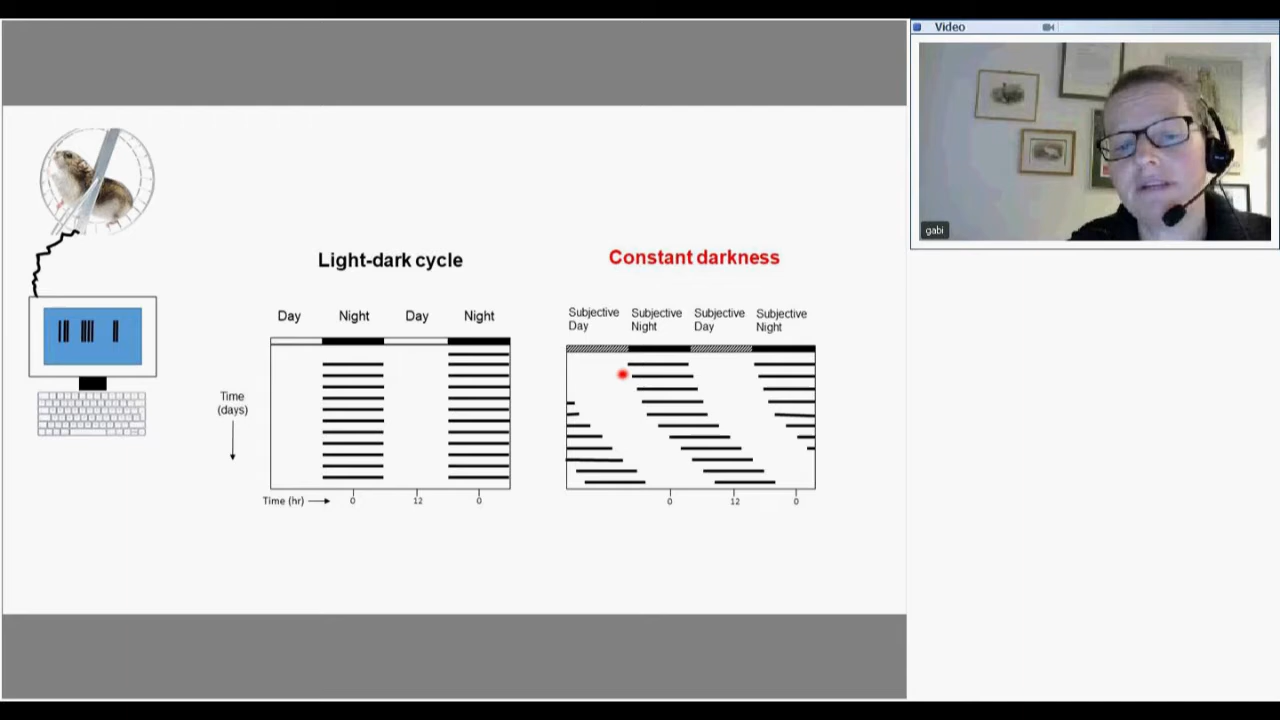 Video
gabi
Light-dark cycle
Constant darkness
Day Night Day Night
Subjective Day
Subjective Night
Subjective Day
Subjective Night
Time
(days)
Time (hr)
0 12 0
0 12 0